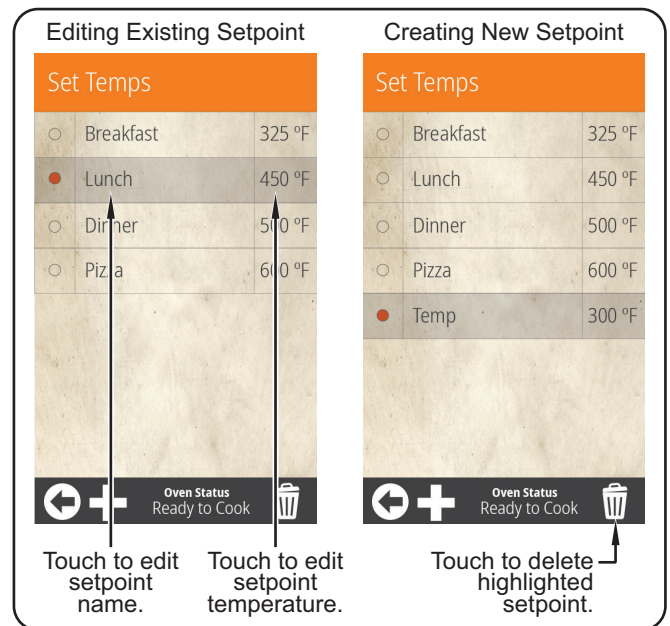 Editing Existing Setpoint
Set Temps
Breakfast 325 ºF
Lunch 450 ºF
Dinner 500 ºF
Pizza 600 ºF
Oven Status
Ready to Cook
Touch to edit
setpoint
name.
Touch to edit
setpoint
temperature.
Creating New Setpoint
Set Temps
Breakfast 325 ºF
Lunch 450 ºF
Dinner 500 ºF
Pizza 600 ºF
Temp 300 ºF
Oven Status
Ready to Cook
Touch to delete
highlighted
setpoint.